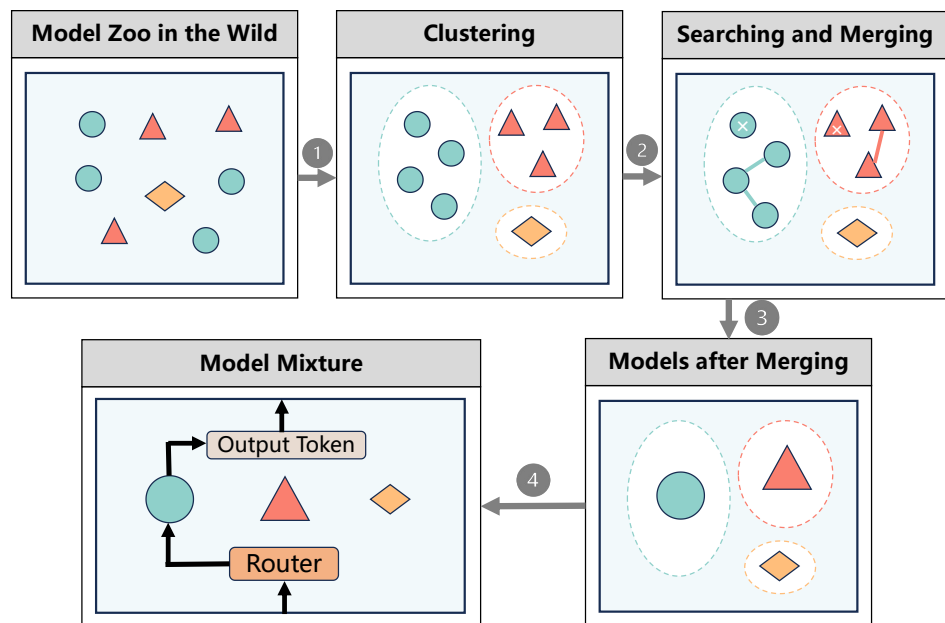 Model Zoo in the Wild
Clustering
Searching and Merging
1
2
3
Model Mixture
Models after Merging
Output Token
4
Router